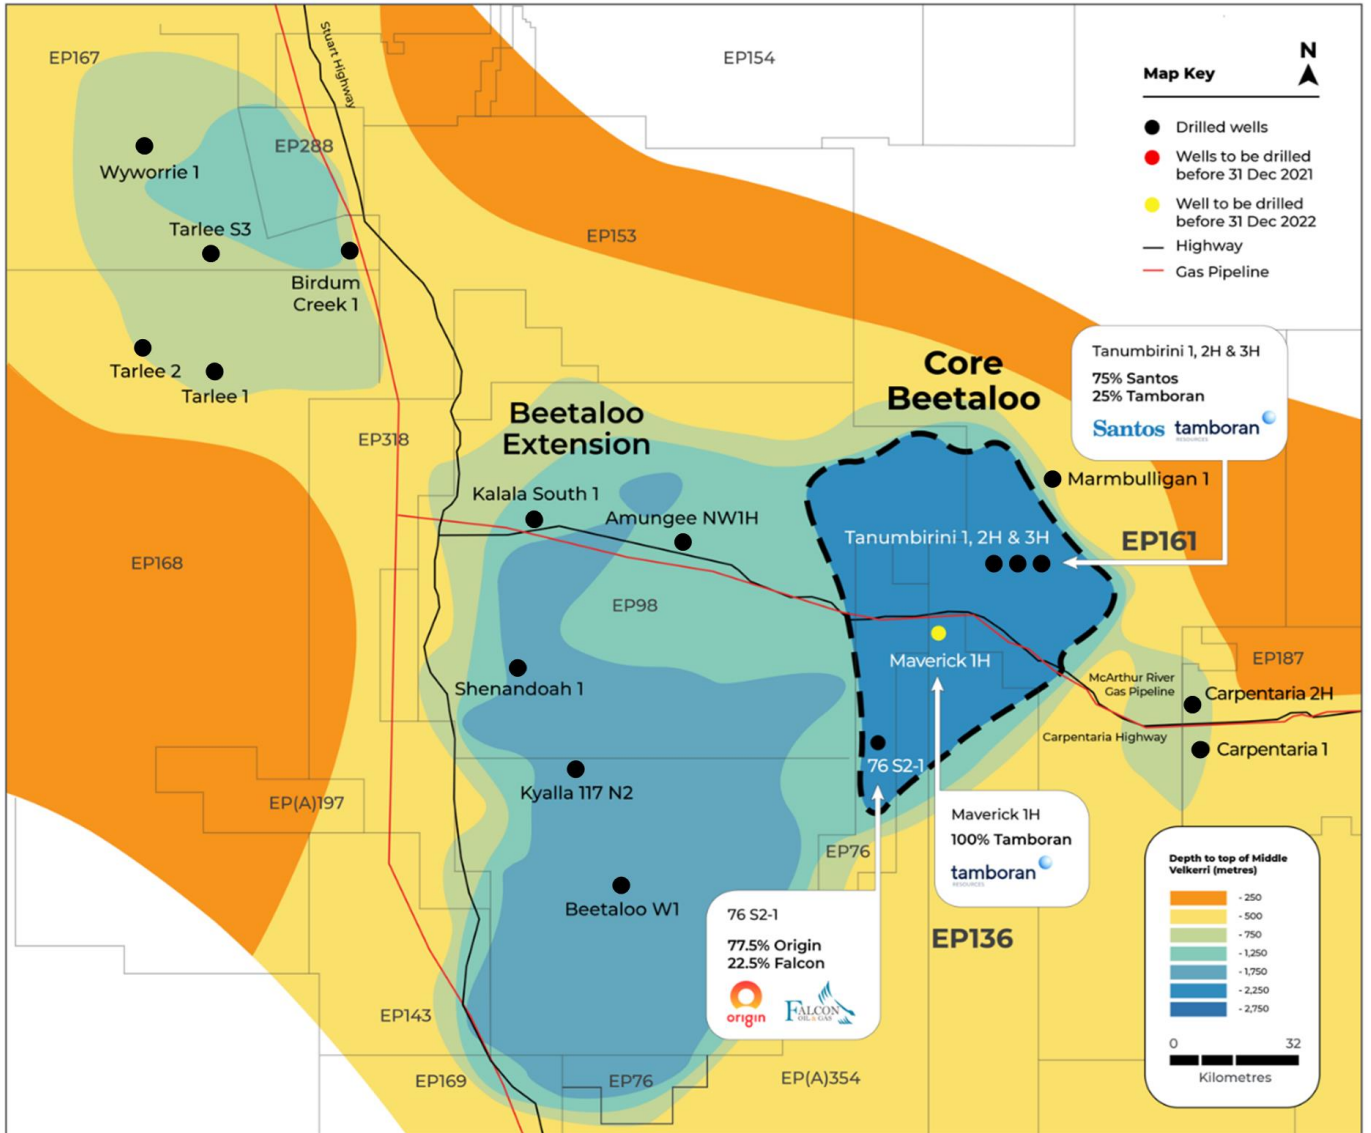 EP167
Stuart Highway
EP154
N
Map Key
Drilled wells
Wells to be drilled
before 31 Dec 2021
Well to be drilled
before 31 Dec 2022
Highway
Gas Pipeline
EP288
Wyworrie 1
Tarlee S3
EP153
Birdum
Creek 1
Tarlee 2
Tarlee 1
Core
Beetaloo
Tanumbirini 1, 2H & 3H
75% Santos
25% Tamboran
Santos
tamboran
RESOURCES
Beetaloo
Extension
EP318
Kalala South 1
Amungee NW1H
Marmbulligan 1
Tanumbirini 1, 2H & 3H
EP161
EP168
EP98
Maverick 1H
EP187
Shenandoah 1
McArthur River
Gas Pipeline
Carpentaria 2H
Carpentaria Highway
Carpentaria 1
76 S2-1
Kyalla 117 N2
EP(A)197
Maverick 1H
100% Tamboran
tamboran
RESOURCES
EP76
Beetaloo W1
76 S2-1
77.5% Origin
22.5% Falcon
origin
FALCON
OIL & GAS
EP136
Depth to top of Middle
Velkerri (metres)
- 250
- 500
- 750
- 1,250
- 1,750
- 2,250
- 2,750
0 32
Kilometres
EP143
EP169
EP76
EP(A)354